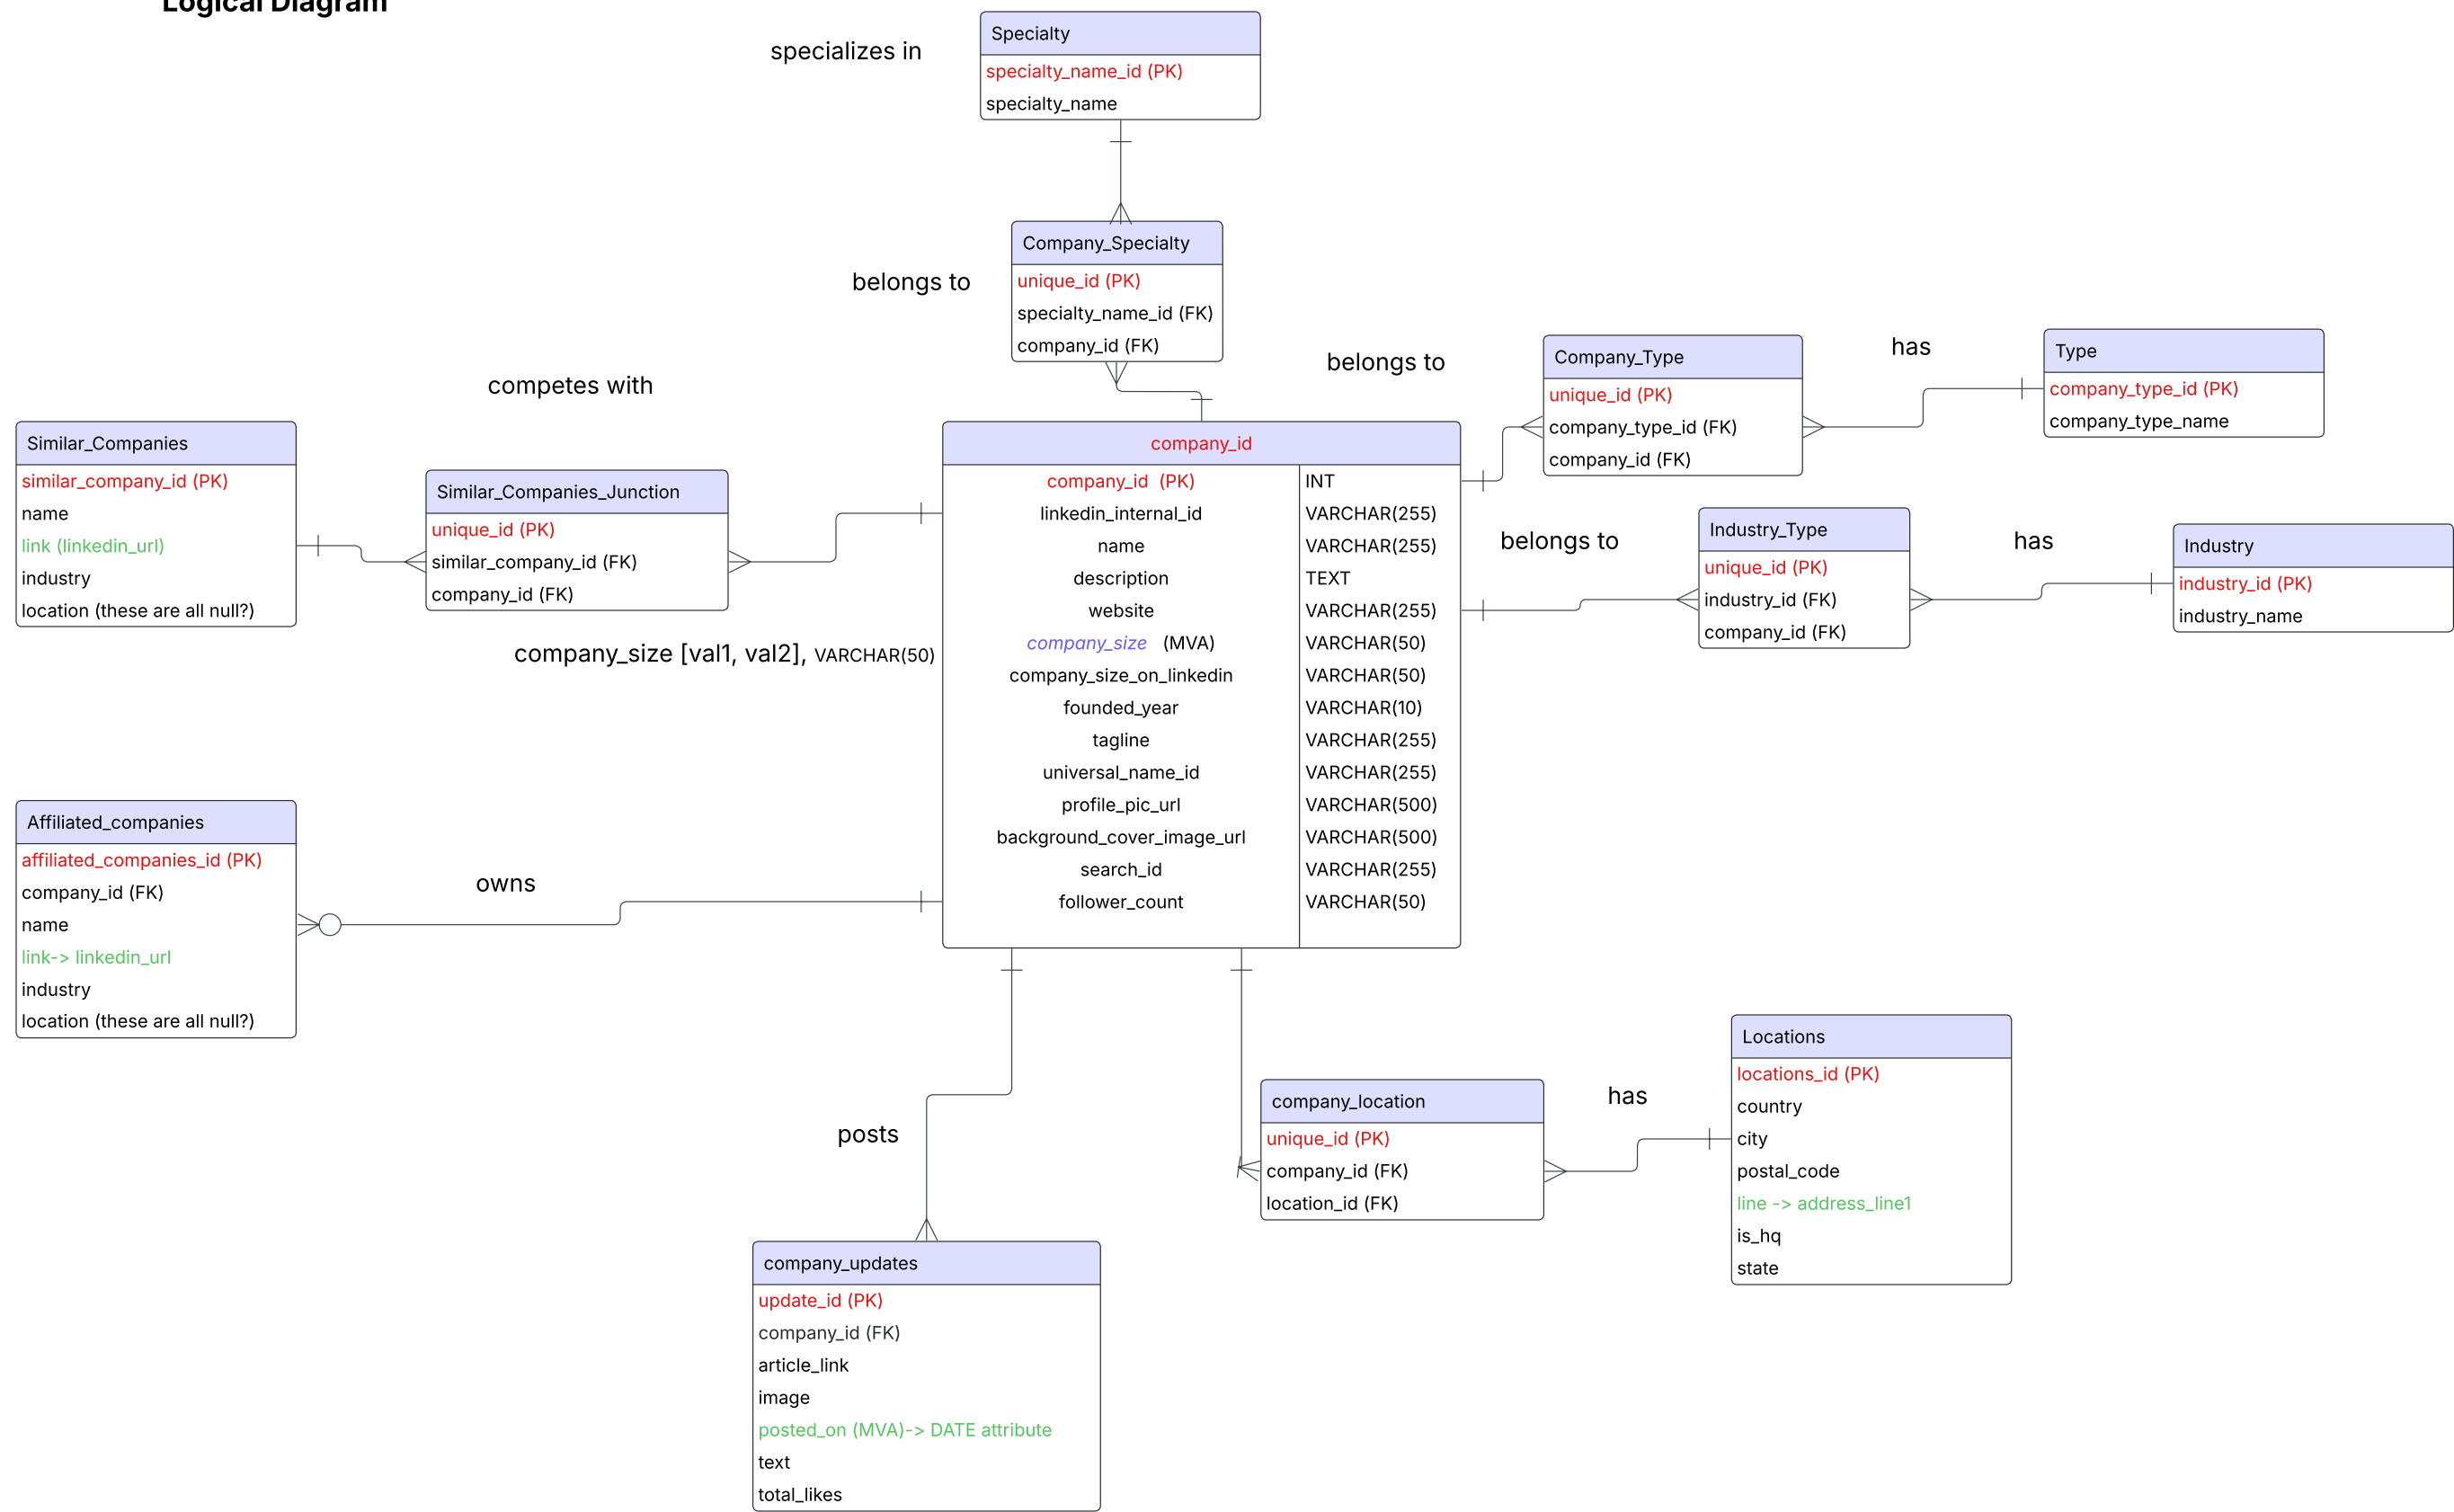 Logical Diagram
specializes in
Specialty
specialty_name_id (PK)
specialty_name
belongs to
Company_Specialty
unique_id (PK)
specialty_name_id (FK)
company_id (FK)
competes with
Similar_Companies
similar_company_id (PK)
name
link (linkedin_url)
industry
location (these are all null?)
Similar_Companies_Junction
unique_id (PK)
similar_company_id (FK)
company_id (FK)
company_size [val1, val2], VARCHAR(50)
company_id
company_id (PK) INT
linkedin_internal_id VARCHAR(255)
name VARCHAR(255)
description TEXT
website VARCHAR(255)
company_size (MVA) VARCHAR(50)
company_size_on_linkedin VARCHAR(50)
founded_year VARCHAR(10)
tagline VARCHAR(255)
universal_name_id VARCHAR(255)
profile_pic_url VARCHAR(500)
background_cover_image_url VARCHAR(500)
search_id VARCHAR(255)
follower_count VARCHAR(50)
belongs to
Company_Type
unique_id (PK)
company_type_id (FK)
company_id (FK)
has
Type
company_type_id (PK)
company_type_name
belongs to
Industry_Type
unique_id (PK)
industry_id (FK)
company_id (FK)
has
Industry
industry_id (PK)
industry_name
Affiliated_companies
affiliated_companies_id (PK)
company_id (FK)
name
link-> linkedin_url
industry
location (these are all null?)
owns
posts
company_updates
update_id (PK)
company_id (FK)
article_link
image
posted_on (MVA)-> DATE attribute
text
total_likes
company_location
unique_id (PK)
company_id (FK)
location_id (FK)
has
Locations
locations_id (PK)
country
city
postal_code
line -> address_line1
is_hq
state